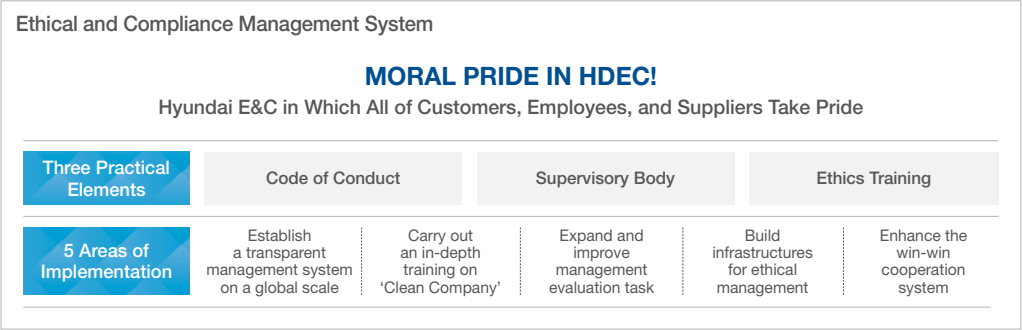 Ethical and Compliance Management System
MORAL PRIDE IN HDEC!
Hyundai E&C in Which All of Customers, Employees, and Suppliers Take Pride
Three Practical
Elements
Code of Conduct
Supervisory Body
Ethics Training
5 Areas of
Implementation
Establish
a transparent
management system
on a global scale
Carry out
an in-depth
training on
‘Clean Company’
Expand and
improve
management
evaluation task
Build
infrastructures
for ethical
management
Enhance the
win-win
cooperation
system